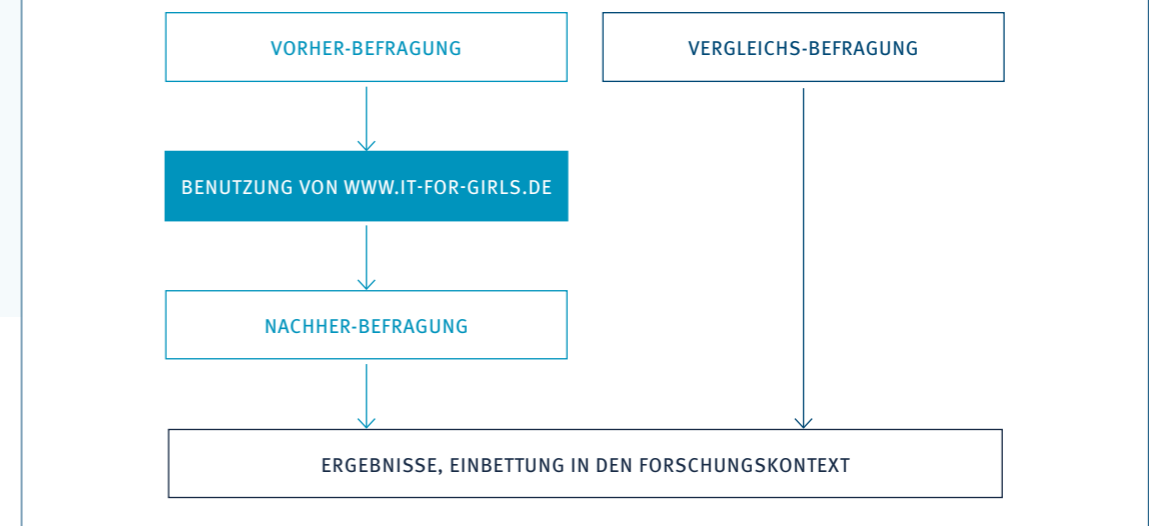 VORHER-BEFRAGUNG
VERGLEICHS-BEFRAGUNG
BENUTZUNG VON WWW.IT-FOR-GIRLS.DE
NACHHER-BEFRAGUNG
ERGEBNISSE, EINBETTUNG IN DEN FORSCHUNGSKONTEXT